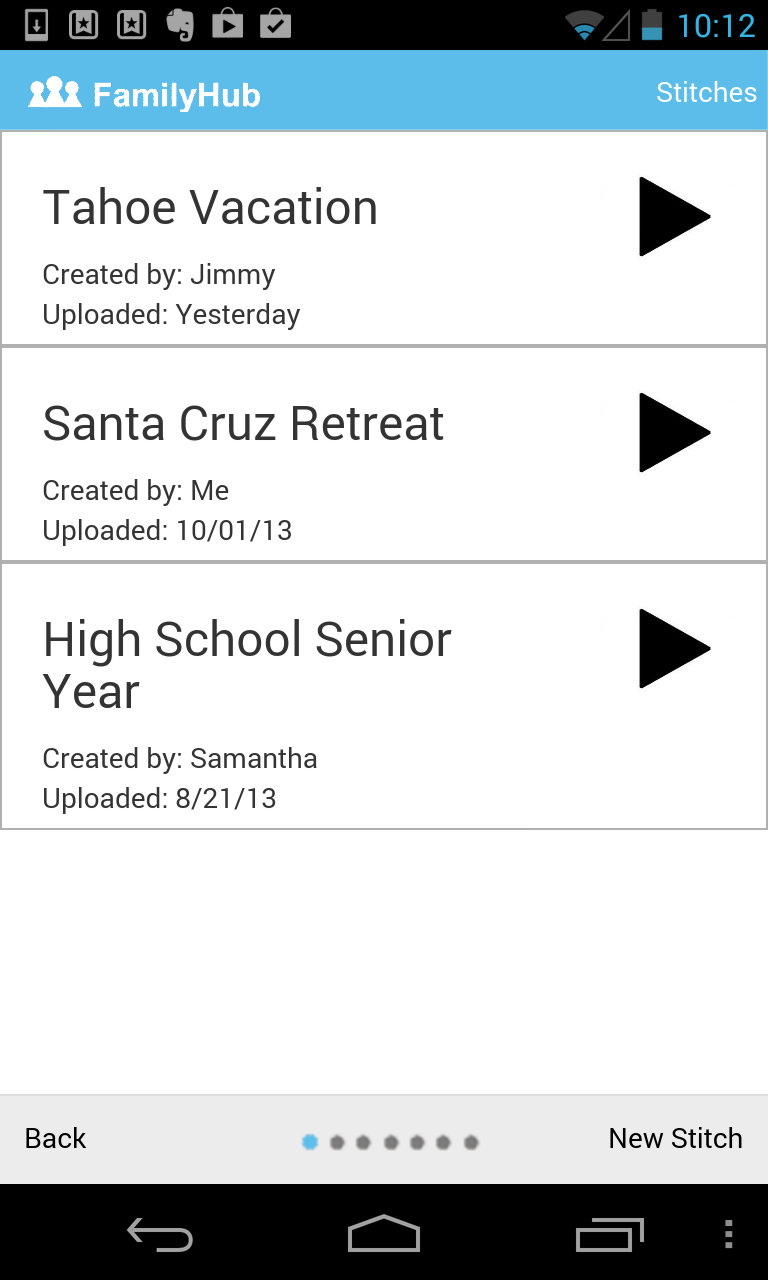 10:12
FamilyHub
Stitches
Tahoe Vacation
Created by: Jimmy
Uploaded: Yesterday
Santa Cruz Retreat
Created by: Me
Uploaded: 10/01/13
High School Senior
Year
Created by: Samantha
Uploaded: 8/21/13
Back
New Stitch